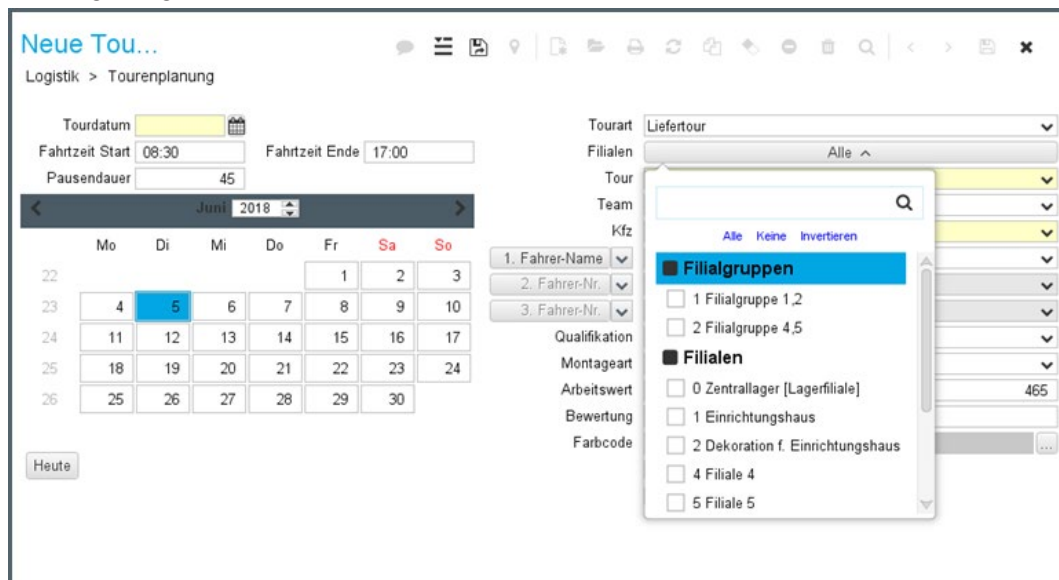 Neue Tou...
Logistik > Tourenplanung
Tourdatum
Fahrtzeit Start 08:30 Fahrtzeit Ende 17:00
Pausendauer 45
Juni 2018
Mo Di Mi Do Fr Sa So
22 1 2 3
23 4 5 6 7 8 9 10
24 11 12 13 14 15 16 17
25 18 19 20 21 22 23 24
26 25 26 27 28 29 30
Heute
Tourart Liefertour
Filialen Alle
Tour
Team
Kfz
1. Fahrer-Name
2. Fahrer-Nr.
3. Fahrer-Nr.
Qualifikation
Montageart
Arbeitswert 465
Bewertung
Farbcode ...
Alle Keine Invertieren
Filialgruppen
1 Filialgruppe 1,2
2 Filialgruppe 4,5
Filialen
0 Zentrallager [Lagerfiliale]
1 Einrichtungshaus
2 Dekoration f. Einrichtungshaus
4 Filiale 4
5 Filiale 5